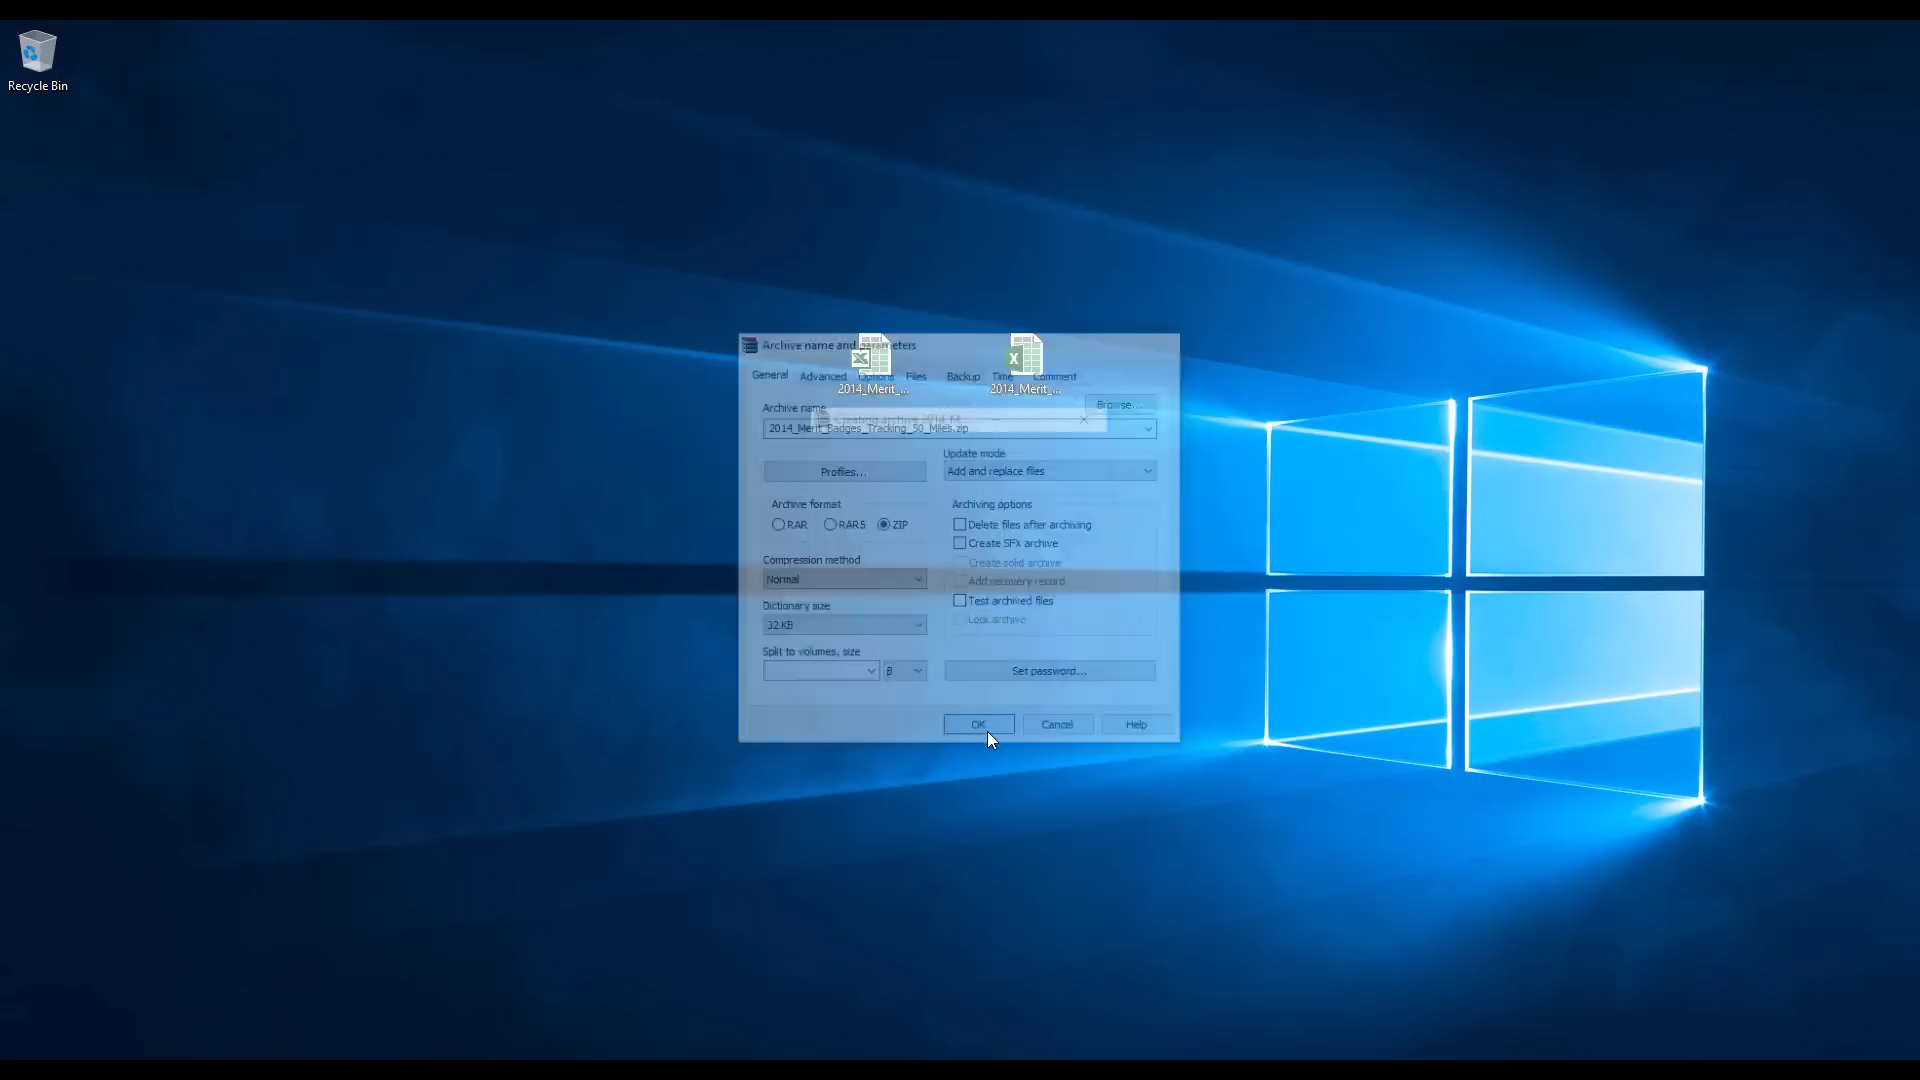 Recycle Bin
Archive name and parameters
General Advanced Options Files Backup Time Comment
2014_Merit_...
2014_Merit_...
Archive name
Browse...
Creating archive 2014_M...
2014_Merit_Badges_Tracking_50_Miles.zip
Update mode
Profiles...
Add and replace files
Archive format
Archiving options
RAR RAR5 ZIP
Delete files after archiving
Create SFX archive
Compression method
Create solid archive
Normal
Add recovery record
Dictionary size
Test archived files
32 KB
Lock archive
Split to volumes, size
B
Set password...
OK Cancel Help